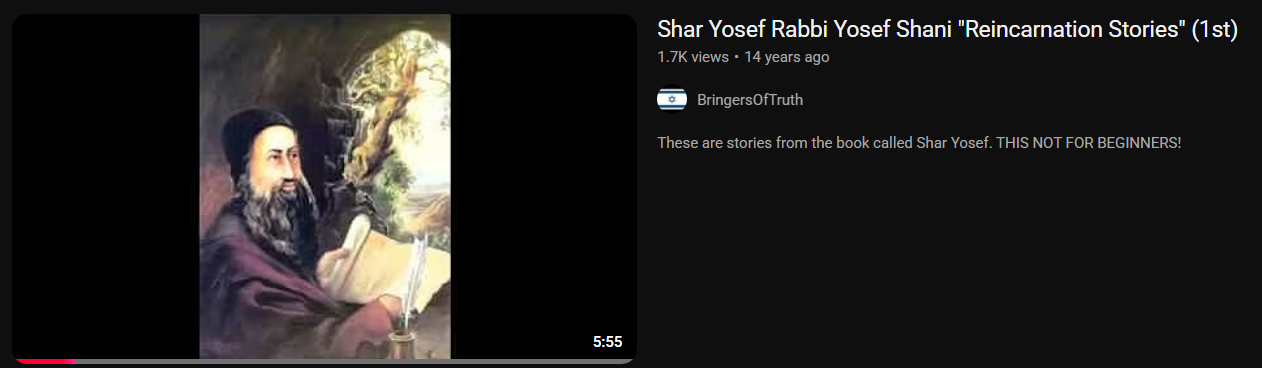 Shar Yosef Rabbi Yosef Shani "Reincarnation Stories" (1st)
1.7K views • 14 years ago
BringersOfTruth
These are stories from the book called Shar Yosef. THIS NOT FOR BEGINNERS!
5:55